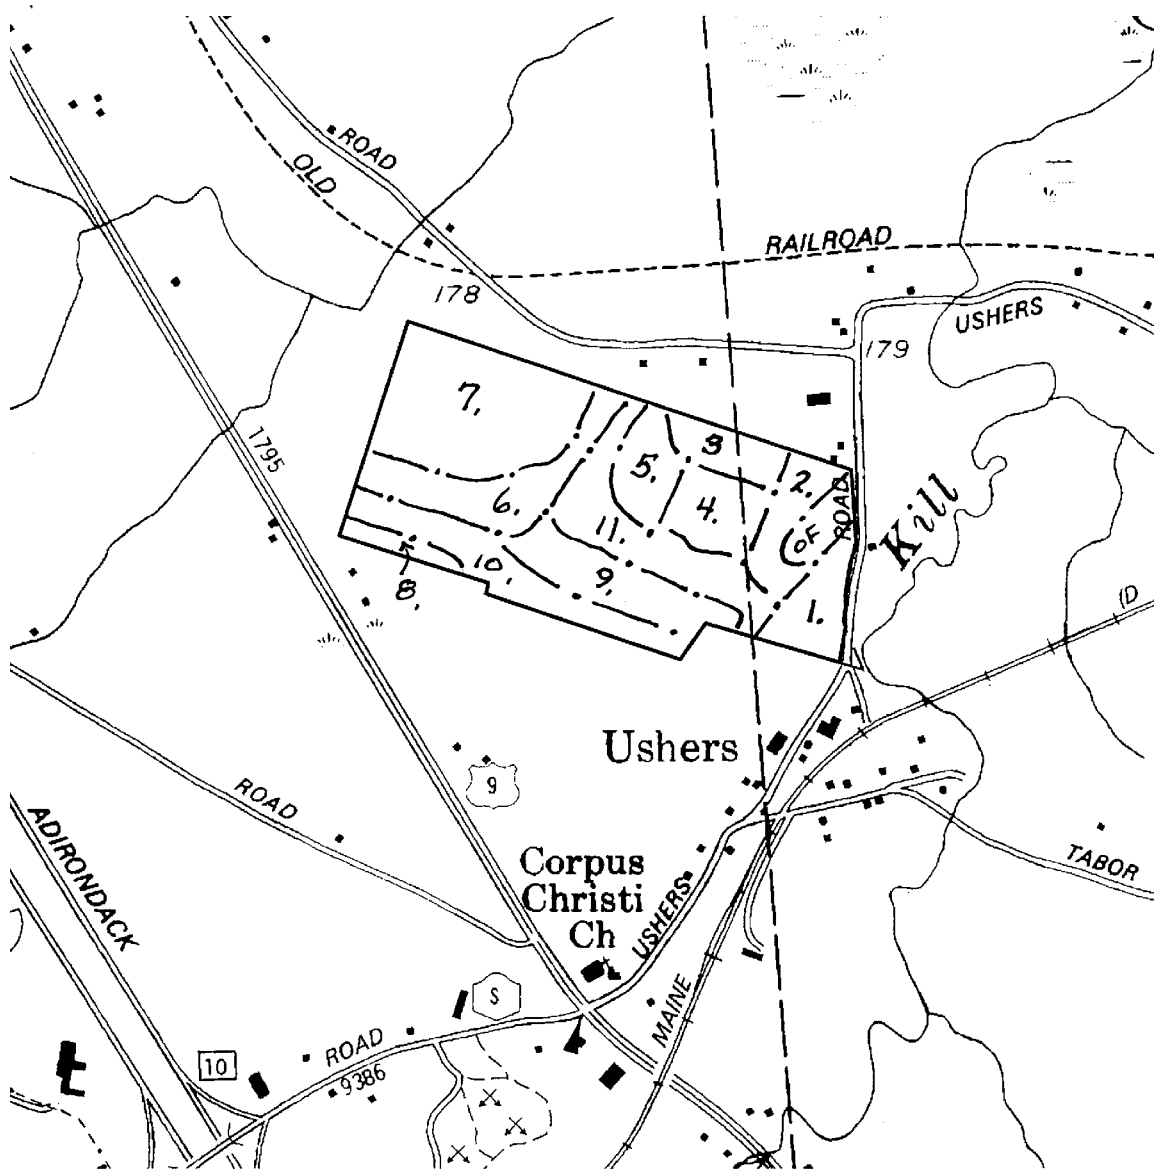 ROAD
OLD
RAILROAD
178
USHERS
179
7.
3
1795
5.
2.
6.
4.
ROAD
11.
OF
Kill
10.
9.
8.
1.
ID
Ushers
9
ROAD
ADIRONDACK
Corpus
Christi
Ch
TABOR
USHERS
S
MAINE
ROAD
10
9386